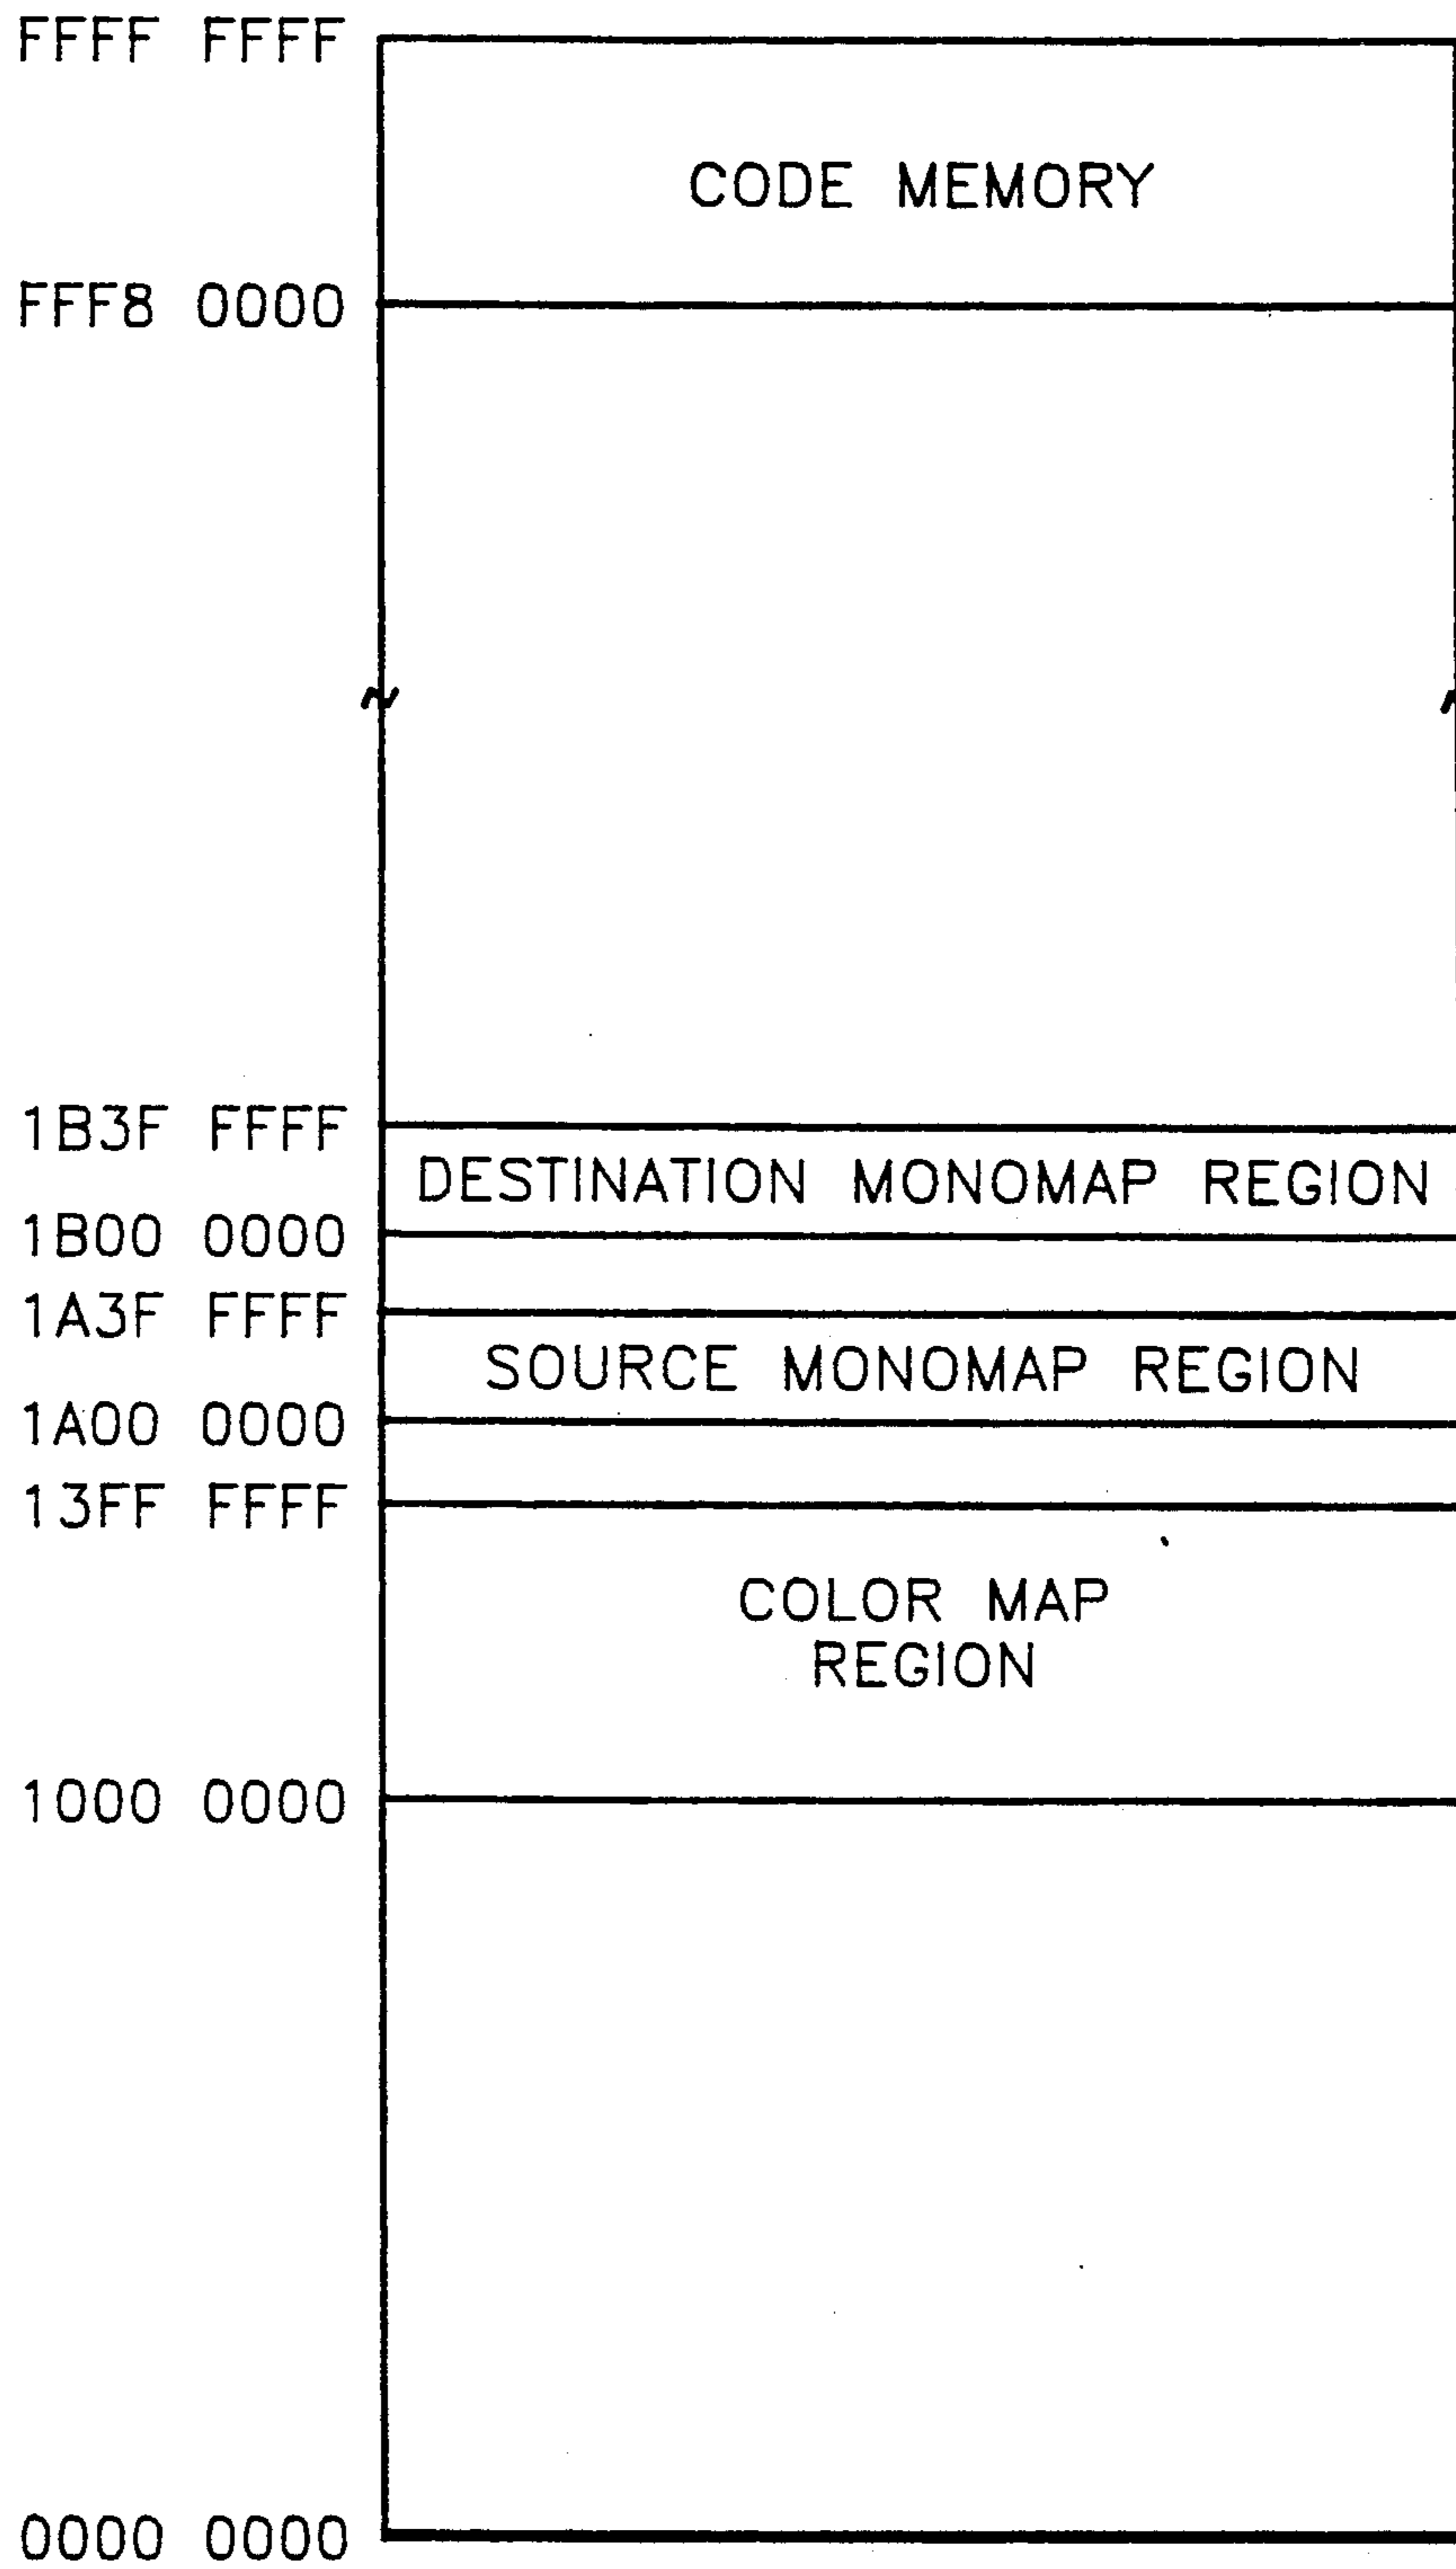 FFFF FFFF
CODE MEMORY
FFF8 0000
1B3F FFFF
DESTINATION MONOMAP REGION
1B00 0000
1A3F FFFF
SOURCE MONOMAP REGION
1A00 0000
13FF FFFF
COLOR MAP
REGION
1000 0000
0000 0000